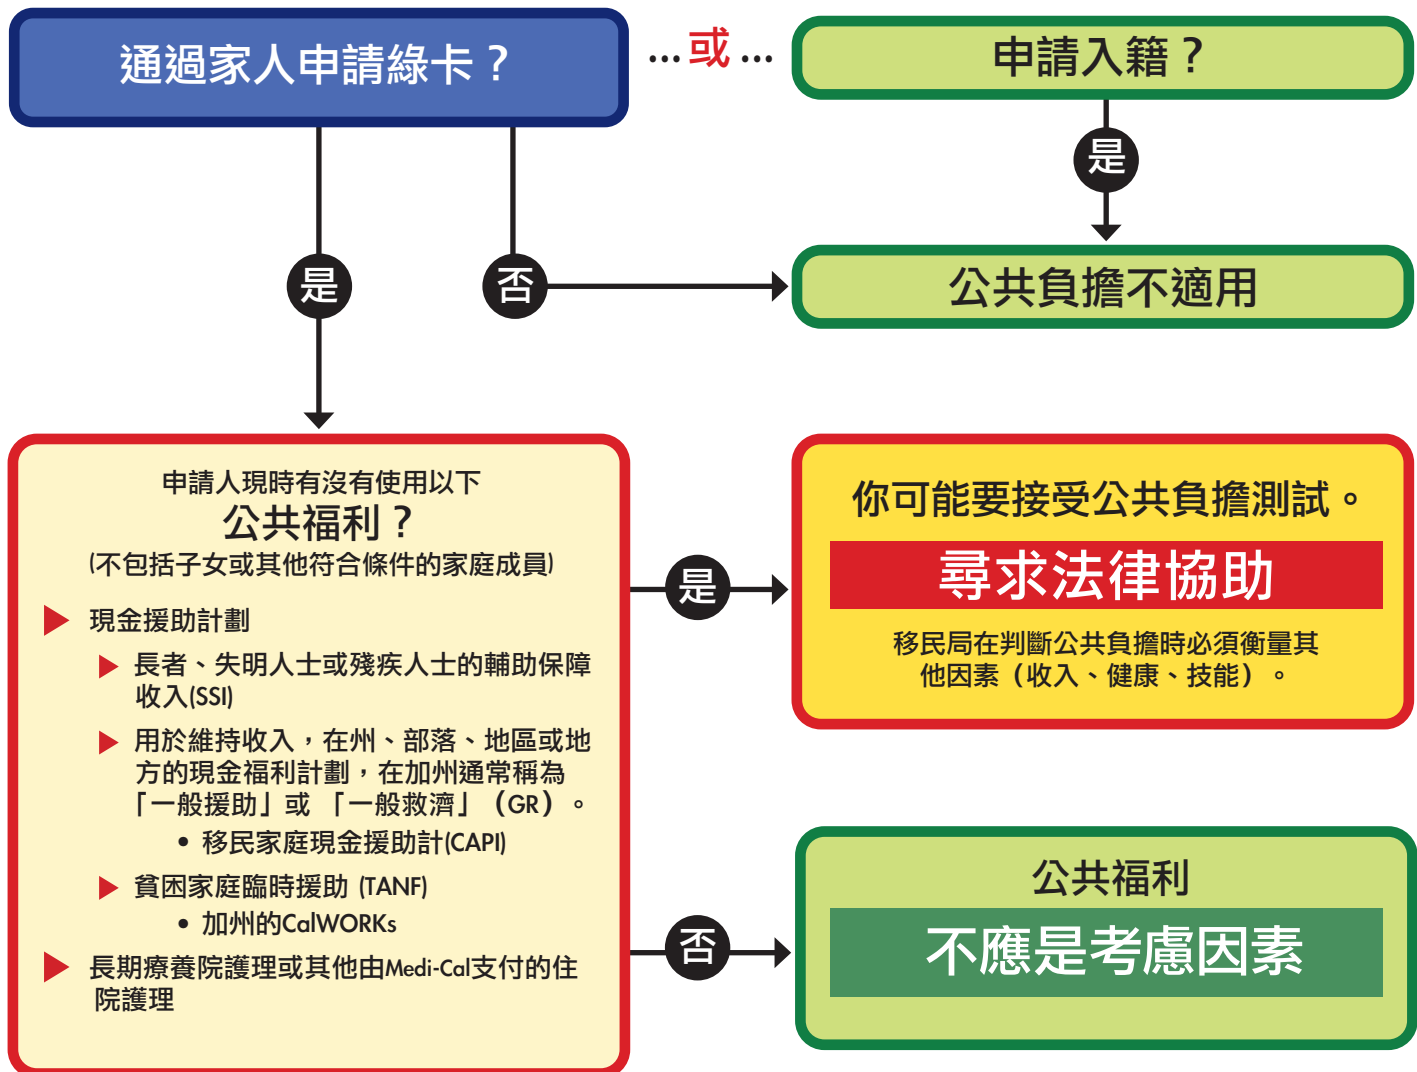 通過家人申請綠卡？
...或...
申請入籍？
是
是
否
公共負擔不適用
申請人現時有沒有使用以下
公共福利？
(不包括子女或其他符合條件的家庭成員)
現金援助計劃
長者、失明人士或殘疾人士的輔助保障
收入(SSI)
用於維持收入，在州、部落、地區或地
方的現金福利計劃，在加州通常稱為
「一般援助」或 「一般救濟」（GR）。
• 移民家庭現金援助計(CAPI)
貧困家庭臨時援助 (TANF)
• 加州的CalWORKs
長期療養院護理或其他由Medi-Cal支付的住
院護理
是
你可能要接受公共負擔測試。
尋求法律協助
移民局在判斷公共負擔時必須衡量其
他因素（收入、健康、技能）。
否
公共福利
不應是考慮因素